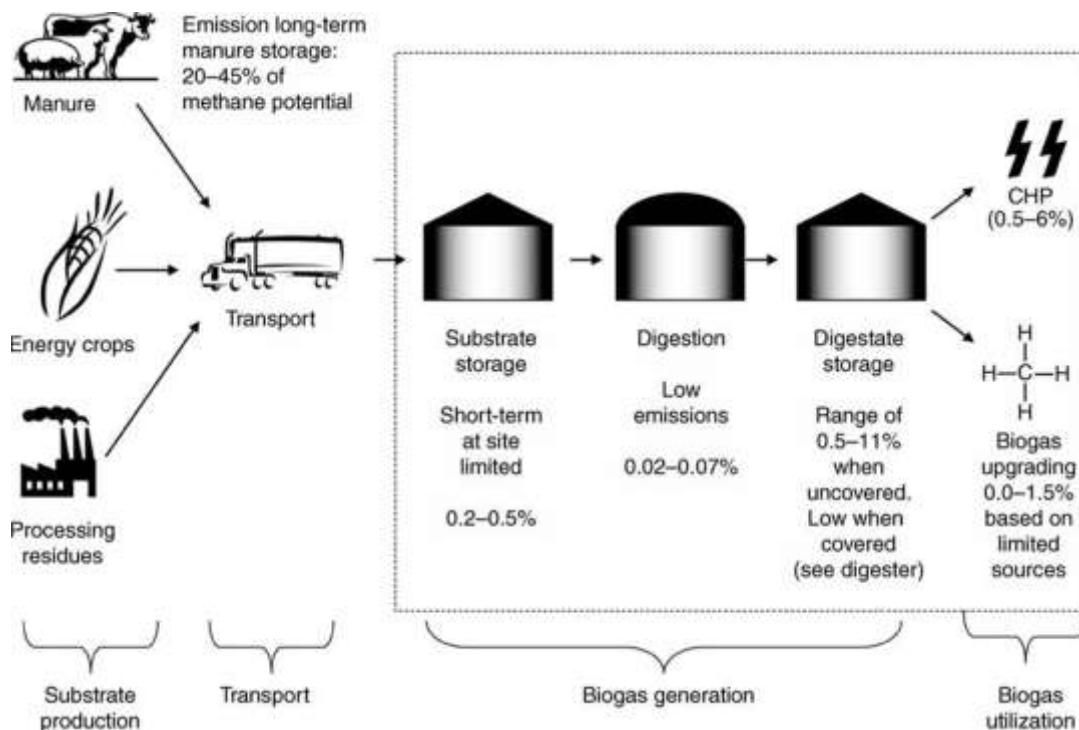 Emission long-term
manure storage:
20–45% of
methane potential
Manure
Energy crops
Processing
residues
Transport
Substrate
storage
Short-term
at site
limited
0.2–0.5%
Digestion
Low
emissions
0.02–0.07%
Digestate
storage
Range of
0.5–11%
when
uncovered.
Low when
covered
(see digester)
CHP
(0.5–6%)
H
H–C–H
H
Biogas
upgrading
0.0–1.5%
based on
limited
sources
Substrate
production
Transport
Biogas generation
Biogas
utilization